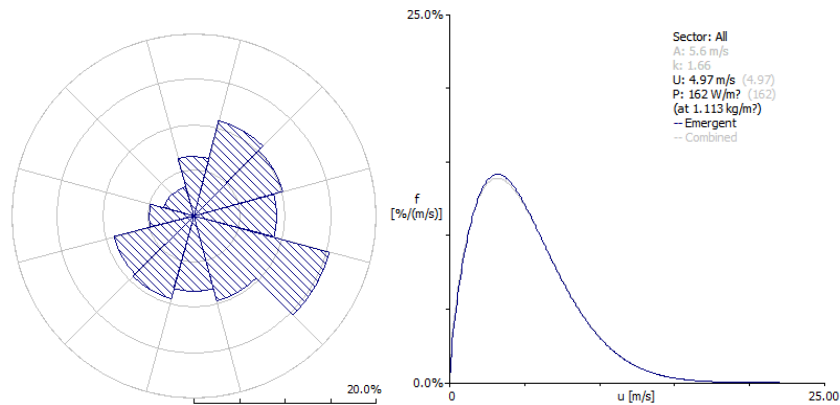 20.0%
25.0%
f
[%/(m/s)]
0.0%
0
u [m/s]
25.00
Sector: All
A: 5.6 m/s
k: 1.66
U: 4.97 m/s (4.97)
P: 162 W/m? (162)
(at 1.113 kg/m?)
-- Emergent
-- Combined